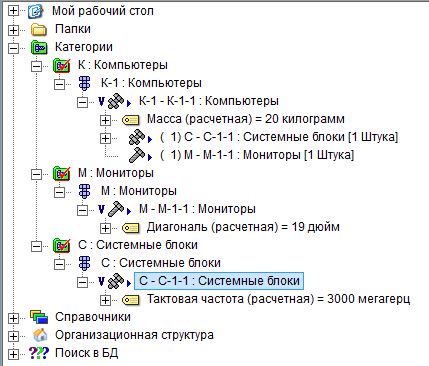 Мой рабочий стол
Папки
Категории
К : Компьютеры
К-1 : Компьютеры
V К-1 - К-1-1 : Компьютеры
Масса (расчетная) = 20 килограмм
( 1) С - С-1-1 : Системные блоки [1 Штука]
( 1) М - М-1-1 : Мониторы [1 Штука]
М : Мониторы
М : Мониторы
V М - М-1-1 : Мониторы
Диагональ (расчетная) = 19 дюйм
С : Системные блоки
С : Системные блоки
V С - С-1-1 : Системные блоки
Тактовая частота (расчетная) = 3000 мегагерц
Справочники
Организационная структура
??? Поиск в БД